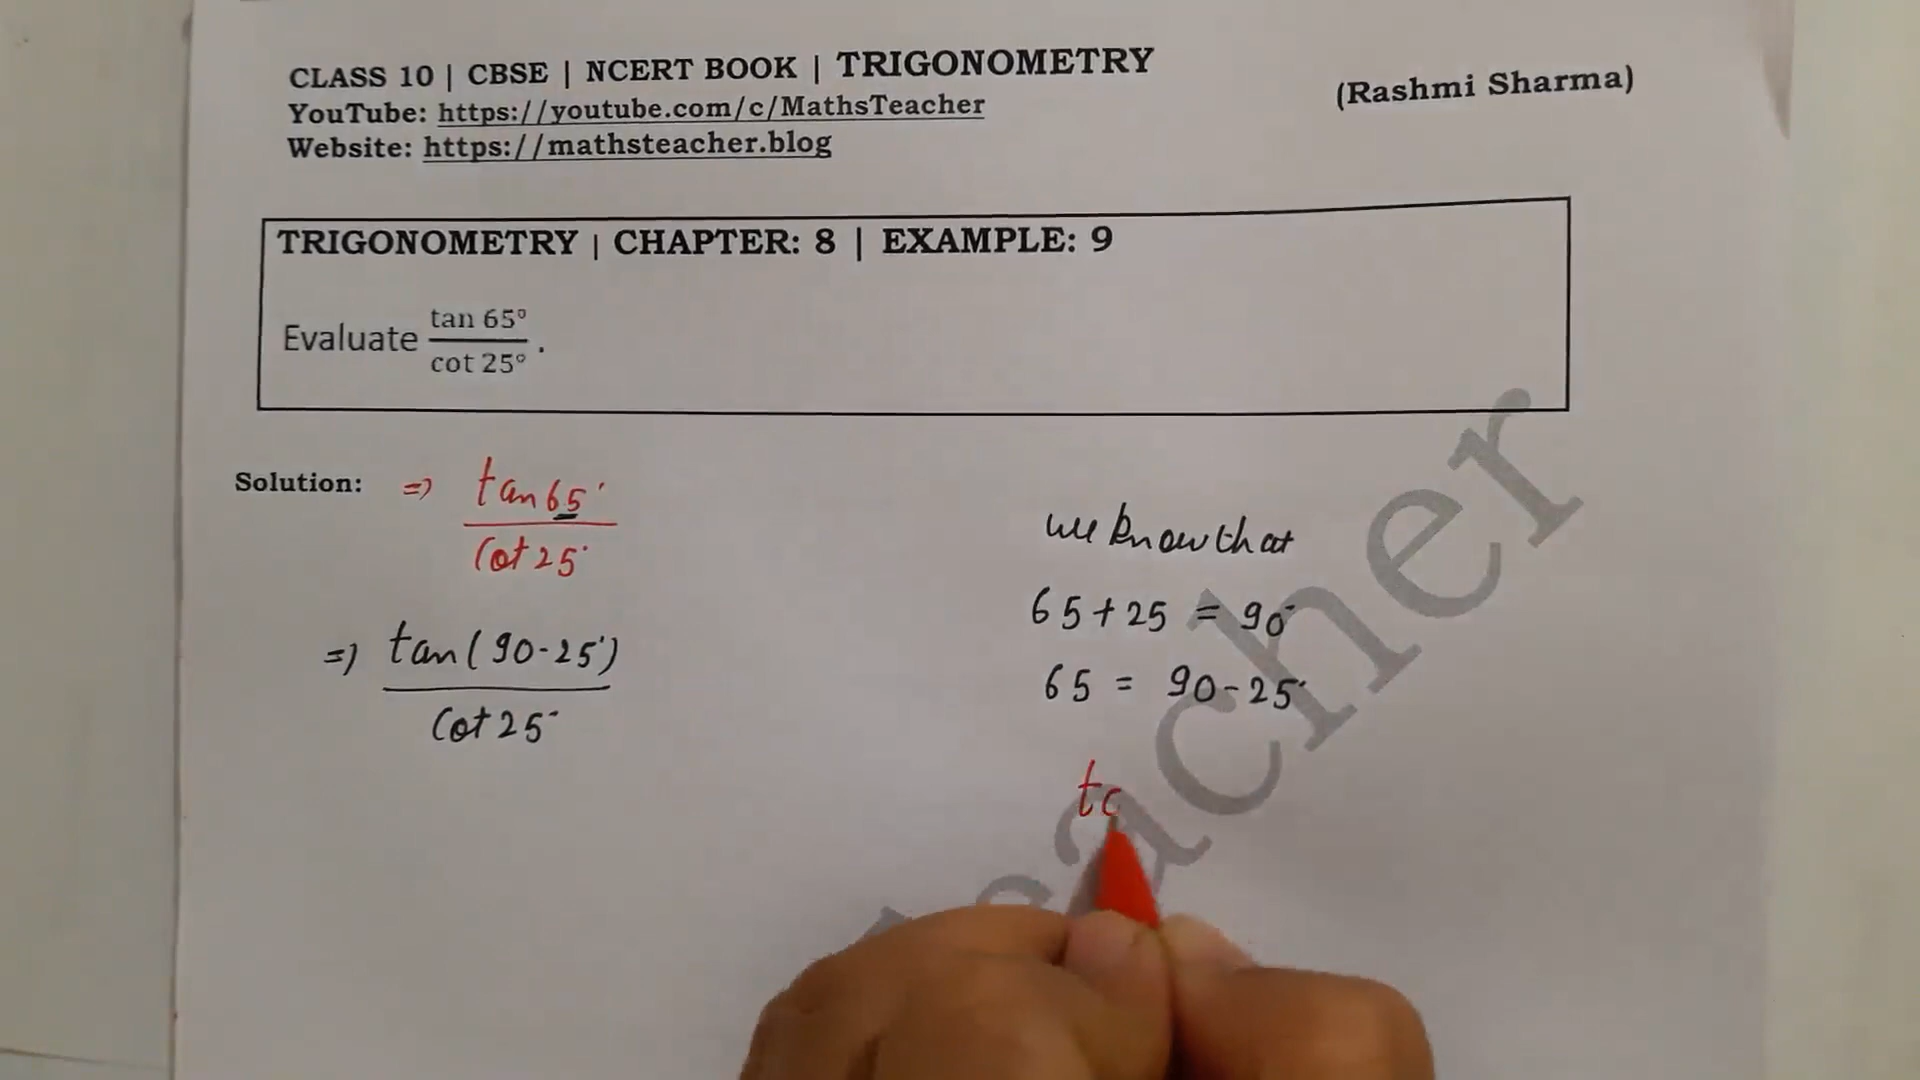 CLASS 10 | CBSE | NCERT BOOK | TRIGONOMETRY
(Rashmi Sharma)
YouTube: https://youtube.com/c/MathsTeacher
Website: https://mathsteacher.blog
TRIGONOMETRY | CHAPTER: 8 | EXAMPLE: 9
Evaluate tan 65° / cot 25° .
Solution: => tan 65° / Cot 25°
we know that
65 + 25 = 90°
=> tan (90 - 25°) / Cot 25°
65 = 90 - 25°
ta
eacher